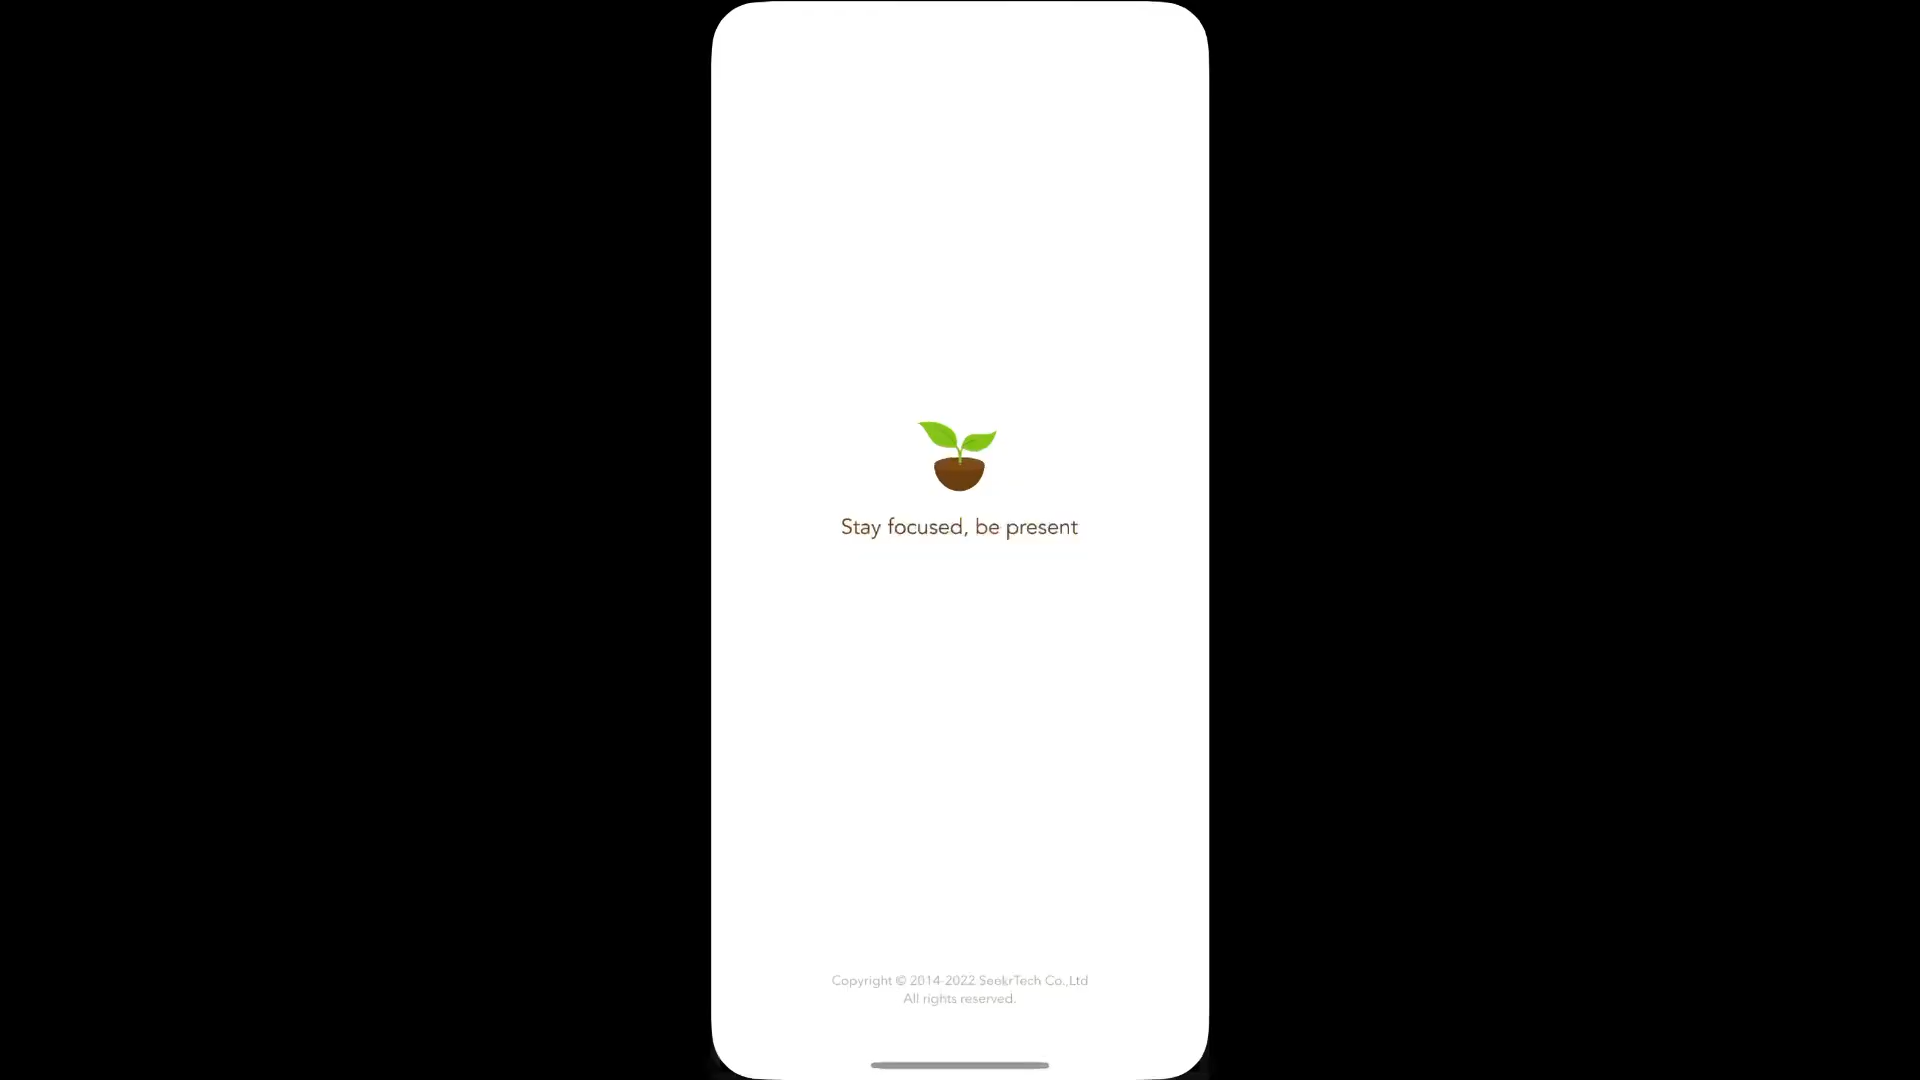 Stay focused, be present
Copyright © 2014-2022 SeekrTech Co.,Ltd
All rights reserved.